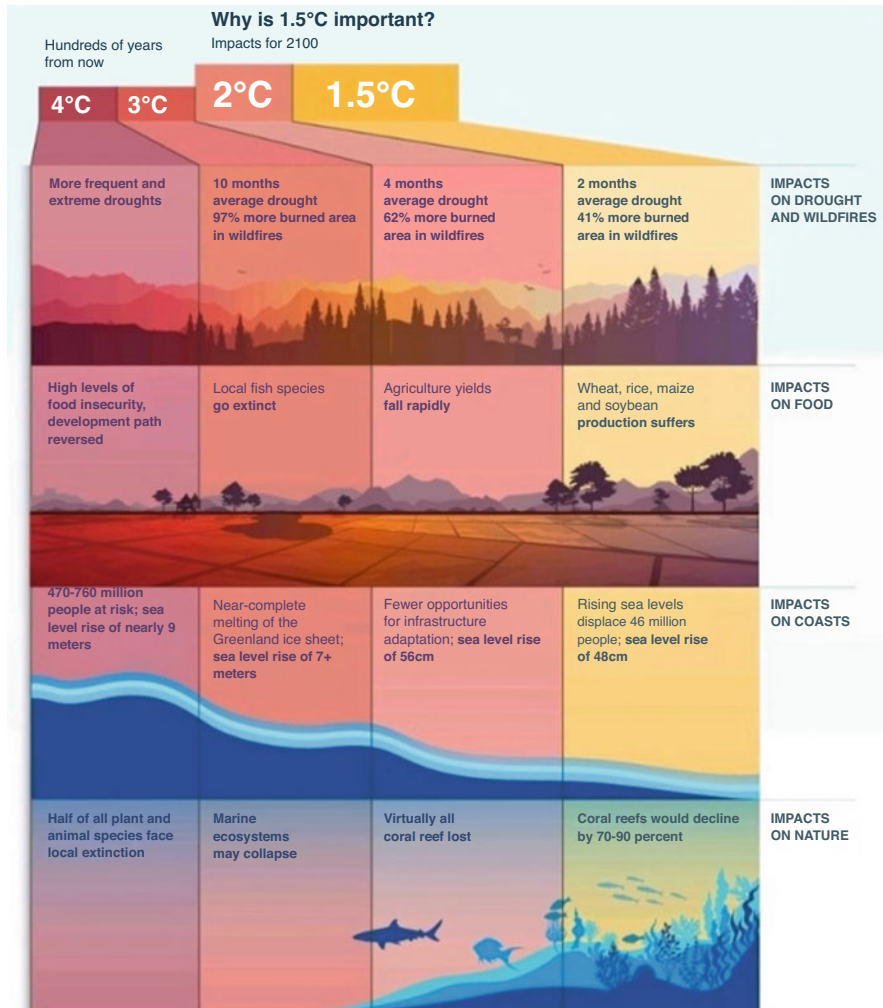 Why is 1.5°C important?
Impacts for 2100
Hundreds of years
from now
4°C
3°C
2°C
1.5°C
More frequent and
extreme droughts
10 months
average drought
97% more burned area
in wildfires
4 months
average drought
62% more burned
area in wildfires
2 months
average drought
41% more burned
area in wildfires
IMPACTS
ON DROUGHT
AND WILDFIRES
High levels of
food insecurity,
development path
reversed
Local fish species
go extinct
Agriculture yields
fall rapidly
Wheat, rice, maize
and soybean
production suffers
IMPACTS
ON FOOD
470-760 million
people at risk; sea
level rise of nearly 9
meters
Near-complete
melting of the
Greenland ice sheet;
sea level rise of 7+
meters
Fewer opportunities
for infrastructure
adaptation; sea level rise
of 56cm
Rising sea levels
displace 46 million
people; sea level rise
of 48cm
IMPACTS
ON COASTS
Half of all plant and
animal species face
local extinction
Marine
ecosystems
may collapse
Virtually all
coral reef lost
Coral reefs would decline
by 70-90 percent
IMPACTS
ON NATURE